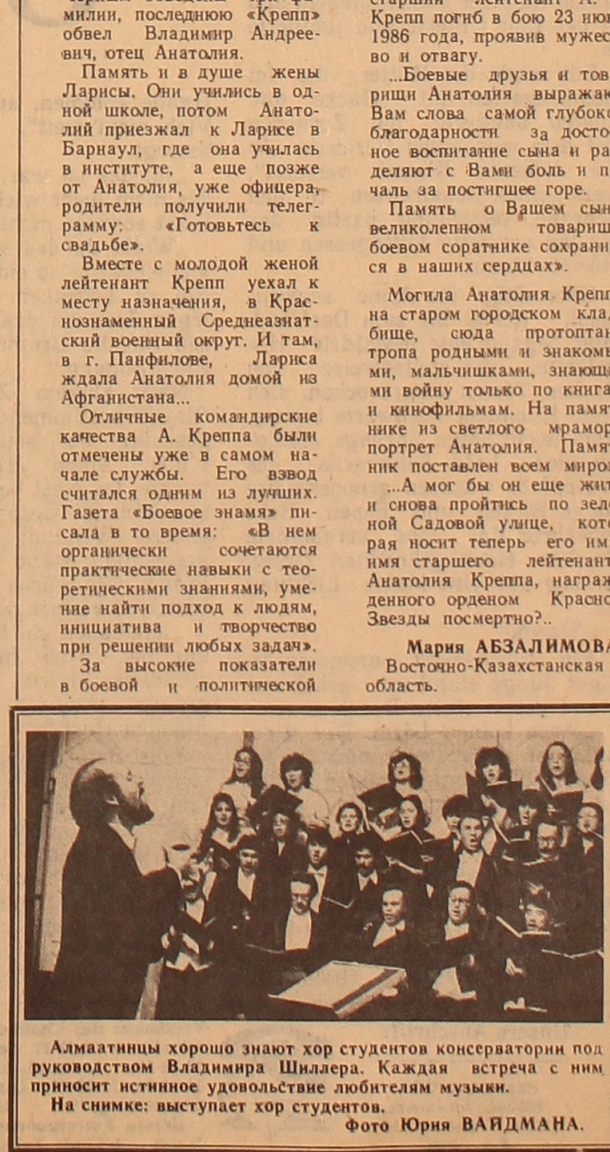 милии, последнюю «Крепп»
обвел Владимир Андрее-
вич, отец Анатолия.
Память и в душе жены
Ларисы. Они учились в од-
ной школе, потом Анато-
лий приезжал к Ларисе в
Барнаул, где она училась
в институте, а еще позже
от Анатолия, уже офицера,
родители получили телег-
рамму: «Готовьтесь к
свадьбе».
Вместе с молодой женой
лейтенант Крепп уехал к
месту назначения, в Крас-
нознаменный Среднеазиат-
ский военный округ. И там,
в г. Панфилове, Лариса
ждала Анатолия домой из
Афганистана...
Отличные командирские
качества А. Креппа были
отмечены уже в самом на-
чале службы. Его взвод
считался одним из лучших.
Газета «Боевое знамя» пи-
сала в то время: «В нем
органически сочетаются
практические навыки с тео-
ретическими знаниями, уме-
ние найти подход к людям,
инициатива и творчество
при решении любых задач».
За высокие показатели
в боевой и политической
старший лейтенант А.
Крепп погиб в бою 23 июн
1986 года, проявив мужес
во и отвагу.
...Боевые друзья и тов
рищи Анатолия выражаю
Вам слова самой глубоко
благодарности за досто
ное воспитание сына и ра
деляют с Вами боль и п
чаль за постигшее горе.
Память о Вашем сын
великолепном товарищ
боевом соратнике сохрани
ся в наших сердцах».
Могила Анатолия Крепп
на старом городском кла
бище, сюда протоптан
тропа родными и знакомы
ми, мальчишками, знающи
ми войну только по книга
и кинофильмам. На памят
нике из светлого мрамор
портрет Анатолия. Памят
ник поставлен всем миром
...А мог бы он еще жит
и снова пройтись по зеле
ной Садовой улице, кото
рая носит теперь его им
имя старшего лейтенант
Анатолия Креппа, награж
денного орденом Красно
Звезды посмертно?..
Мария АБЗАЛИМОВА
Восточно-Казахстанская
область.
Алмаатинцы хорошо знают хор студентов консерватории под
руководством Владимира Шиллера. Каждая встреча с ним
приносит истинное удовольствие любителям музыки.
На снимке: выступает хор студентов.
Фото Юрия ВАЙДМАНА.